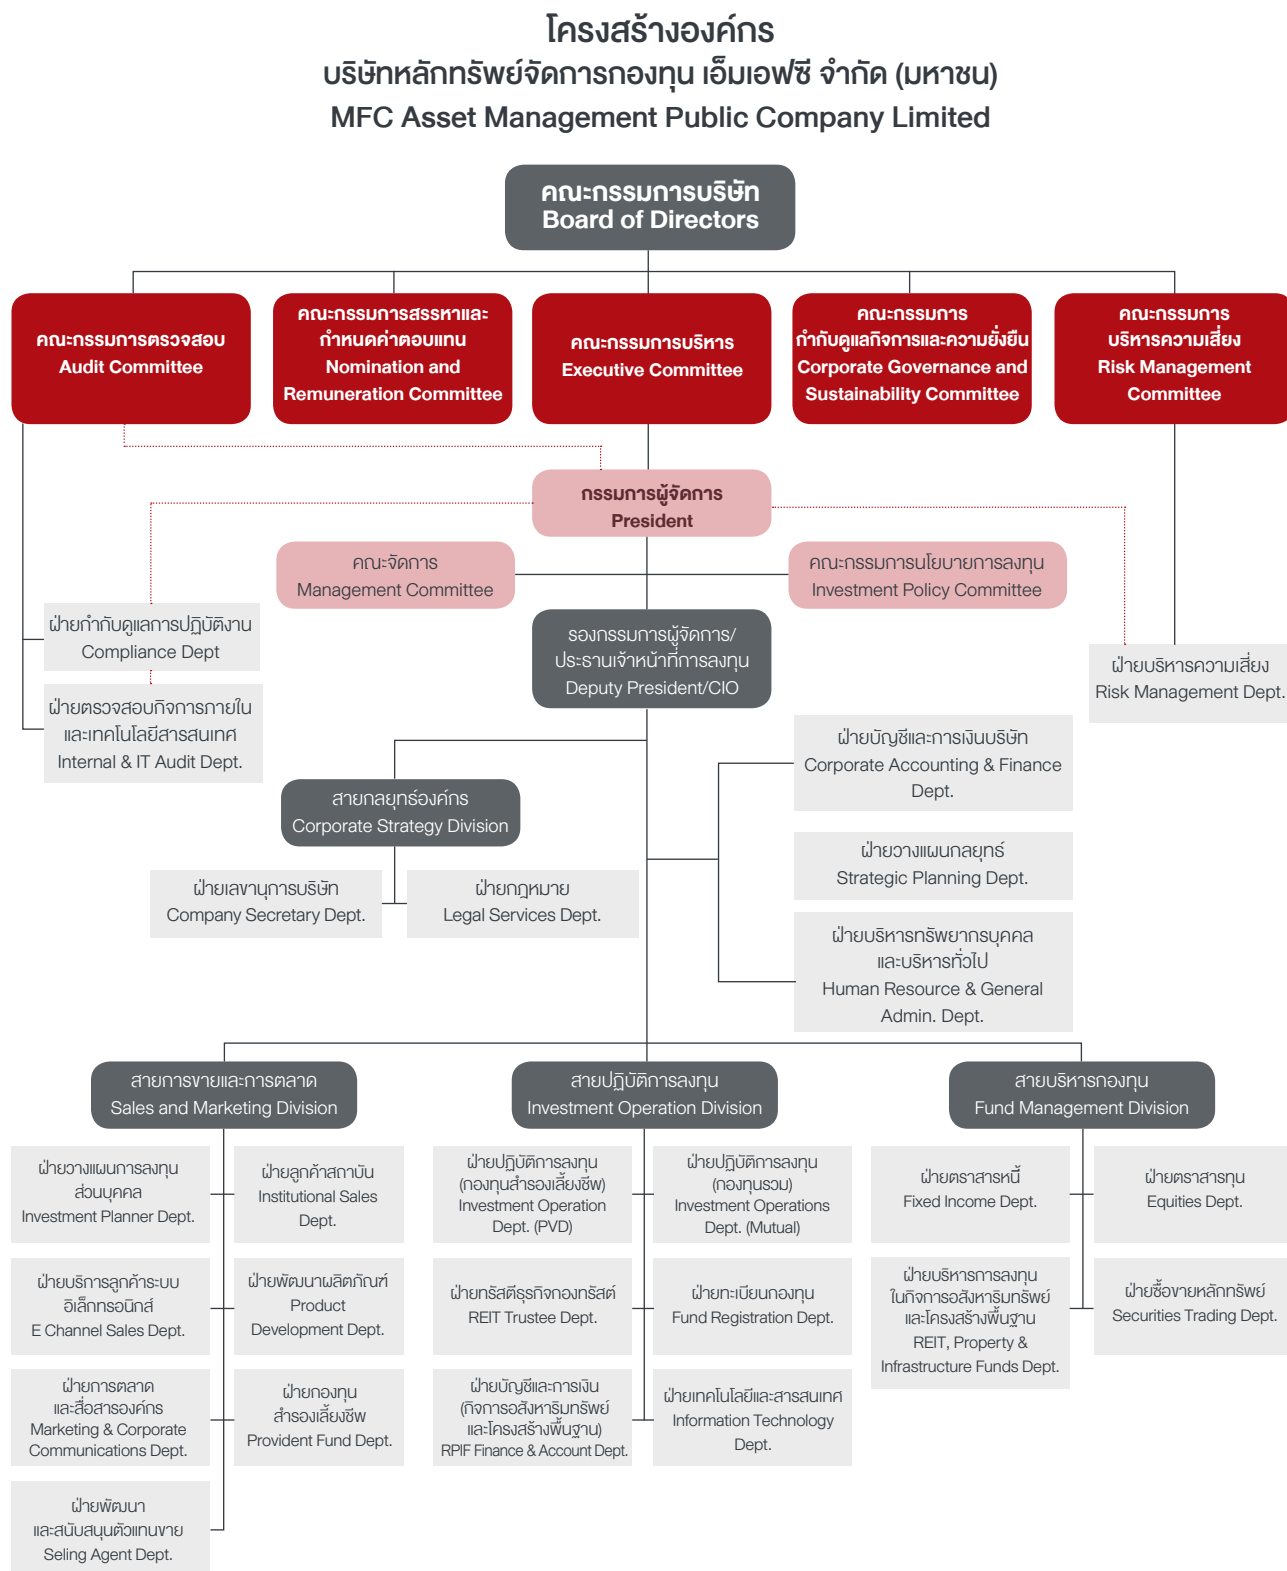 โครงสร้างองค์กร
บริษัทหลักทรัพย์จัดการกองทุน เอ็มเอฟซี จำกัด (มหาชน)
MFC Asset Management Public Company Limited
คณะกรรมการบริษัท
Board of Directors
คณะกรรมการตรวจสอบ
Audit Committee
คณะกรรมการสรรหาและ
กำหนดค่าตอบแทน
Nomination and
Remuneration Committee
คณะกรรมการบริหาร
Executive Committee
คณะกรรมการ
กำกับดูแลกิจการและความยั่งยืน
Corporate Governance and
Sustainability Committee
คณะกรรมการ
บริหารความเสี่ยง
Risk Management
Committee
กรรมการผู้จัดการ
President
คณะจัดการ
Management Committee
คณะกรรมการนโยบายการลงทุน
Investment Policy Committee
ฝ่ายกำกับดูแลการปฏิบัติงาน
Compliance Dept
รองกรรมการผู้จัดการ/
ประธานเจ้าหน้าที่การลงทุน
Deputy President/CIO
ฝ่ายบริหารความเสี่ยง
Risk Management Dept.
ฝ่ายตรวจสอบกิจการภายใน
และเทคโนโลยีสารสนเทศ
Internal & IT Audit Dept.
ฝ่ายบัญชีและการเงินบริษัท
Corporate Accounting & Finance
Dept.
สายกลยุทธ์องค์กร
Corporate Strategy Division
ฝ่ายวางแผนกลยุทธ์
Strategic Planning Dept.
ฝ่ายเลขานุการบริษัท
Company Secretary Dept.
ฝ่ายกฎหมาย
Legal Services Dept.
ฝ่ายบริหารทรัพยากรบุคคล
และบริหารทั่วไป
Human Resource & General
Admin. Dept.
สายการขายและการตลาด
Sales and Marketing Division
สายปฏิบัติการลงทุน
Investment Operation Division
สายบริหารกองทุน
Fund Management Division
ฝ่ายวางแผนการลงทุน
ส่วนบุคคล
Investment Planner Dept.
ฝ่ายลูกค้าสถาบัน
Institutional Sales
Dept.
ฝ่ายปฏิบัติการลงทุน
(กองทุนสำรองเลี้ยงชีพ)
Investment Operation
Dept. (PVD)
ฝ่ายปฏิบัติการลงทุน
(กองทุนรวม)
Investment Operations
Dept. (Mutual)
ฝ่ายตราสารหนี้
Fixed Income Dept.
ฝ่ายตราสารทุน
Equities Dept.
ฝ่ายบริการลูกค้าระบบ
อิเล็กทรอนิกส์
E Channel Sales Dept.
ฝ่ายพัฒนาผลิตภัณฑ์
Product
Development Dept.
ฝ่ายทรัสตีธุรกิจกองทรัสต์
REIT Trustee Dept.
ฝ่ายทะเบียนกองทุน
Fund Registration Dept.
ฝ่ายบริหารการลงทุน
ในกิจการอสังหาริมทรัพย์
และโครงสร้างพื้นฐาน
REIT, Property &
Infrastructure Funds Dept.
ฝ่ายซื้อขายหลักทรัพย์
Securities Trading Dept.
ฝ่ายการตลาด
และสื่อสารองค์กร
Marketing & Corporate
Communications Dept.
ฝ่ายกองทุน
สำรองเลี้ยงชีพ
Provident Fund Dept.
ฝ่ายบัญชีและการเงิน
(กิจการอสังหาริมทรัพย์
และโครงสร้างพื้นฐาน)
RPIF Finance & Account Dept.
ฝ่ายเทคโนโลยีและสารสนเทศ
Information Technology
Dept.
ฝ่ายพัฒนา
และสนับสนุนตัวแทนขาย
Seling Agent Dept.